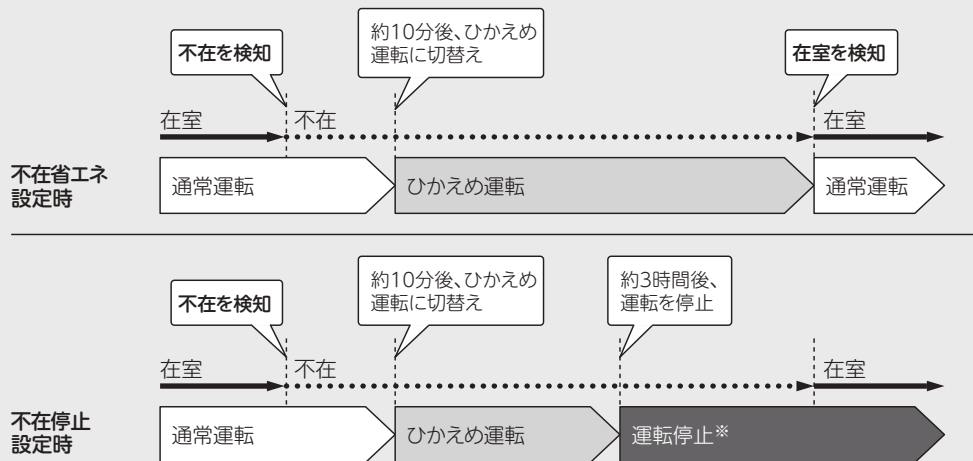 不在を検知
約10分後、ひかえめ
運転に切替え
在室を検知
在室
不在
在室
不在省エネ
設定時
通常運転
ひかえめ運転
通常運転
不在を検知
約10分後、ひかえめ
運転に切替え
約3時間後、
運転を停止
在室
不在
在室
不在停止
設定時
通常運転
ひかえめ運転
運転停止※